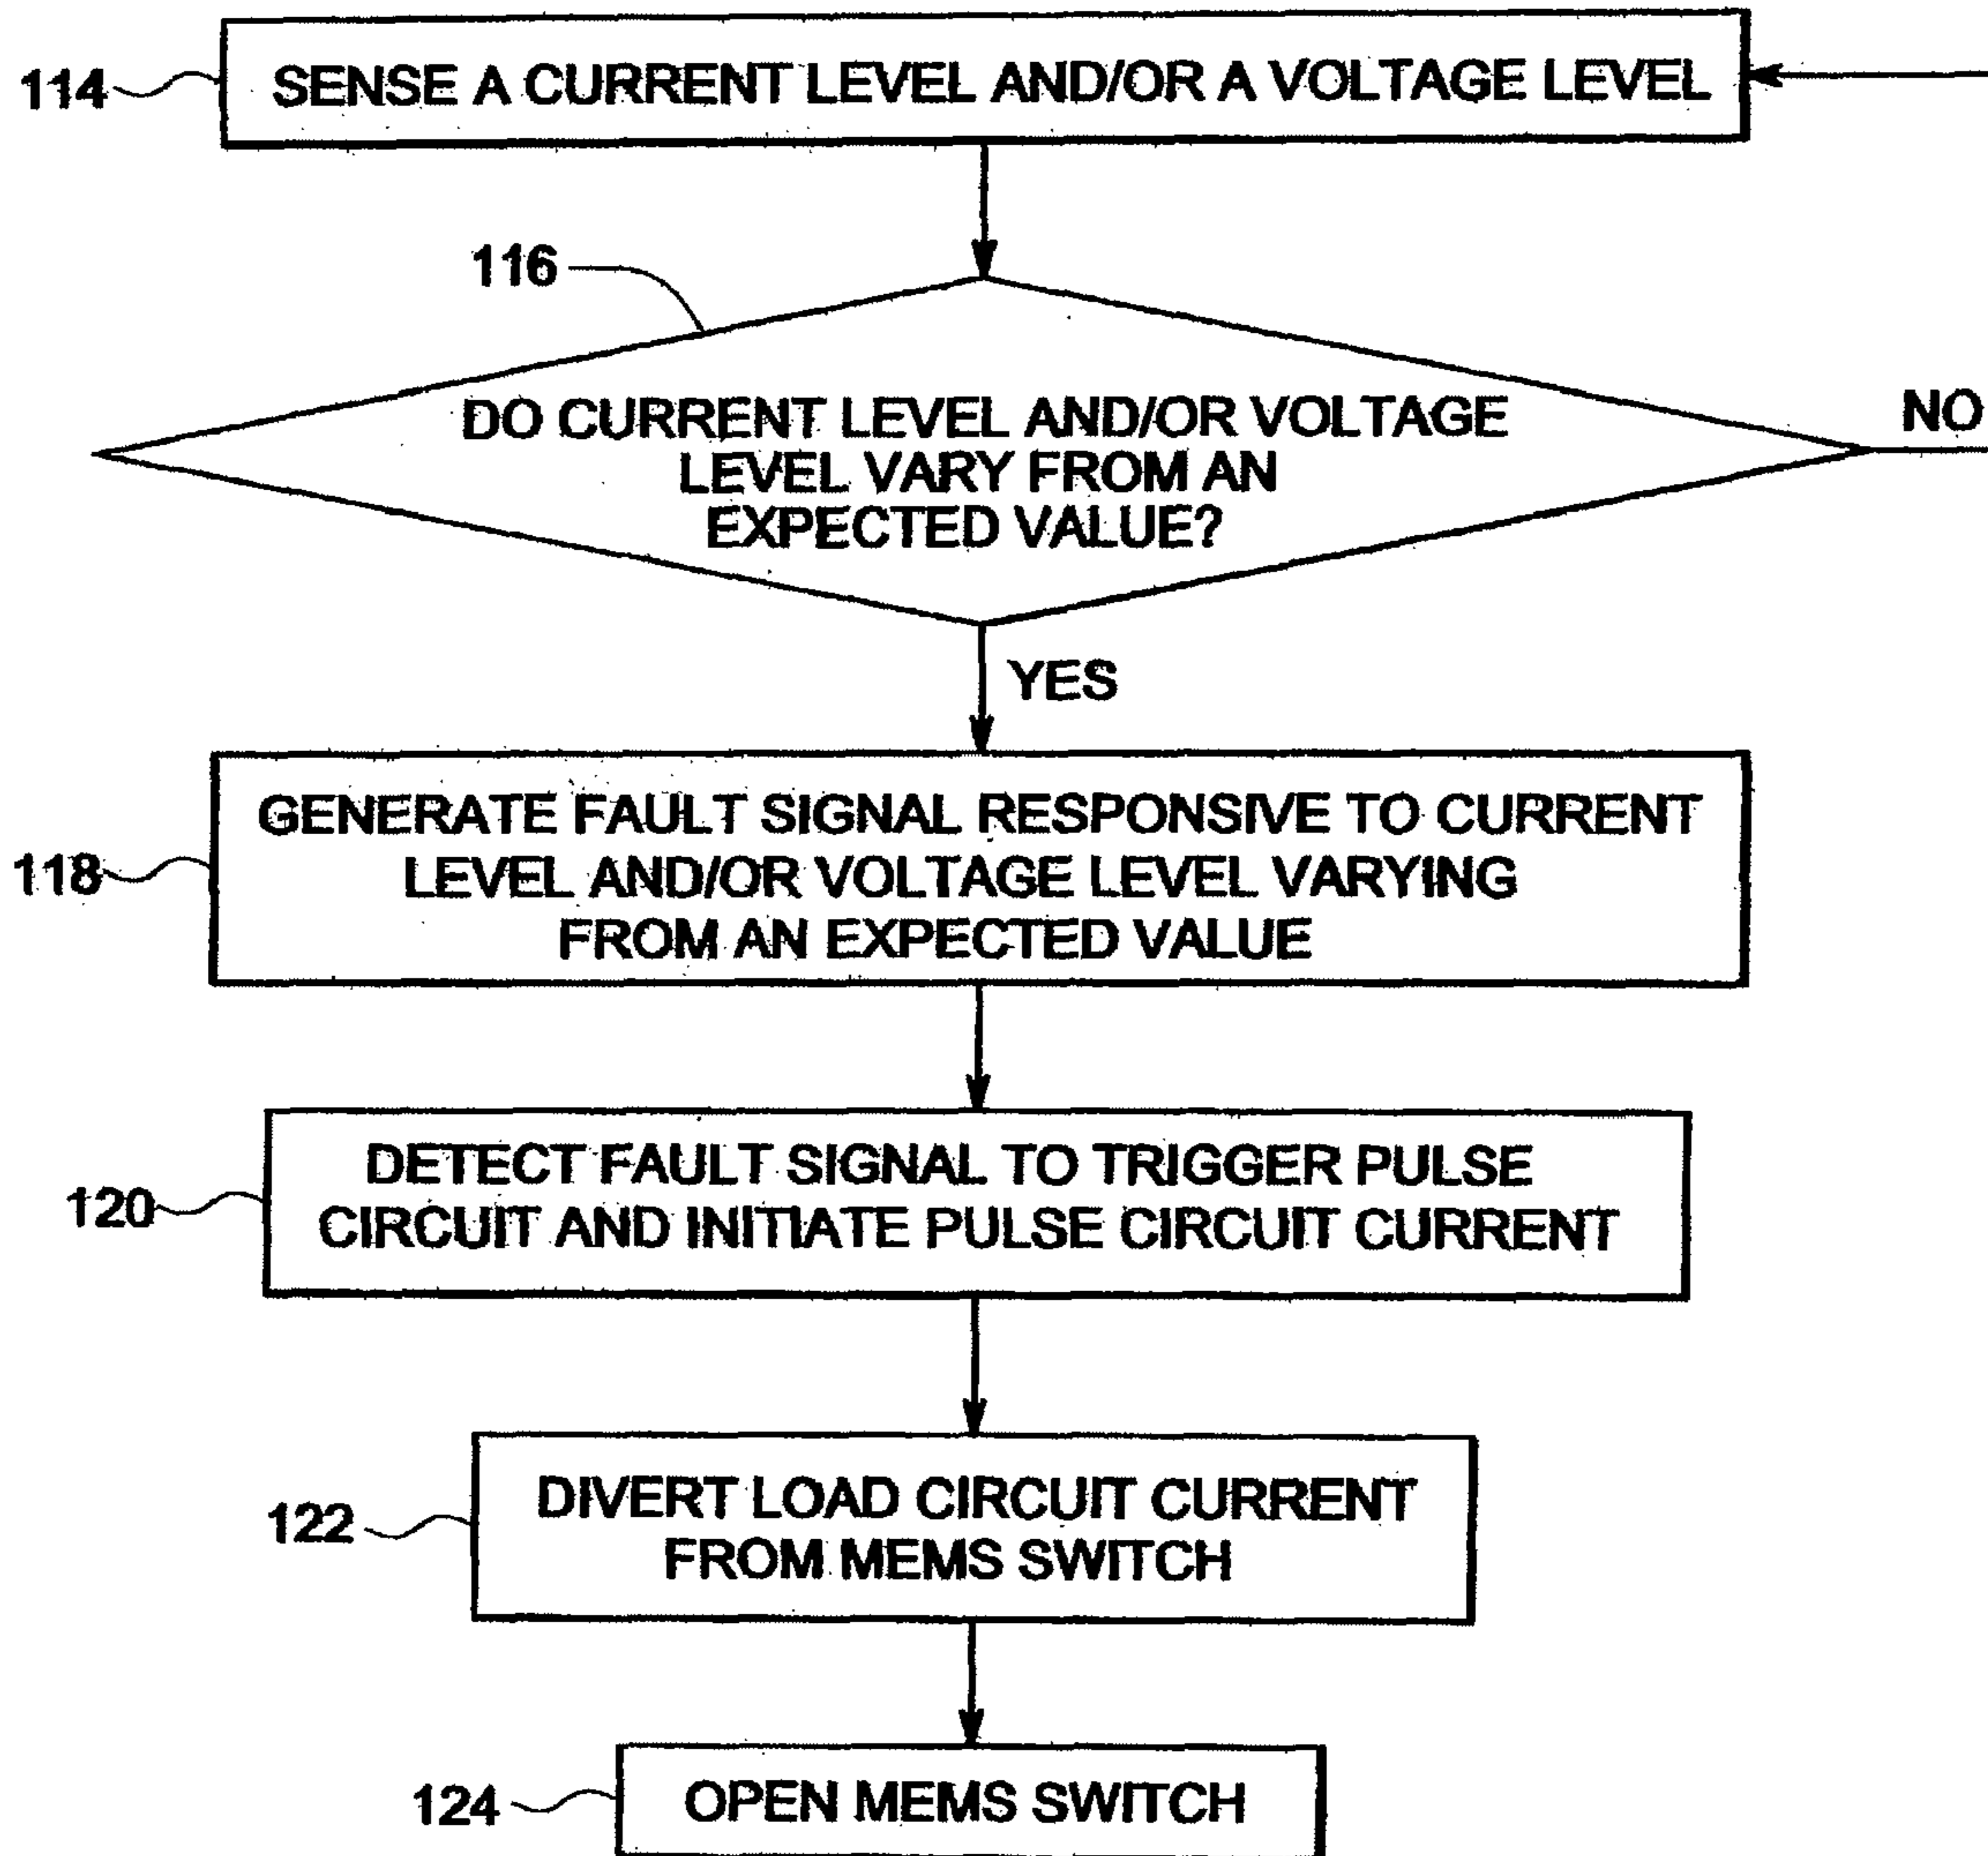 114
SENSE A CURRENT LEVEL AND/OR A VOLTAGE LEVEL
116
DO CURRENT LEVEL AND/OR VOLTAGE
LEVEL VARY FROM AN
EXPECTED VALUE?
NO
YES
118
GENERATE FAULT SIGNAL RESPONSIVE TO CURRENT
LEVEL AND/OR VOLTAGE LEVEL VARYING
FROM AN EXPECTED VALUE
120
DETECT FAULT SIGNAL TO TRIGGER PULSE
CIRCUIT AND INITIATE PULSE CIRCUIT CURRENT
122
DIVERT LOAD CIRCUIT CURRENT
FROM MEMS SWITCH
124
OPEN MEMS SWITCH